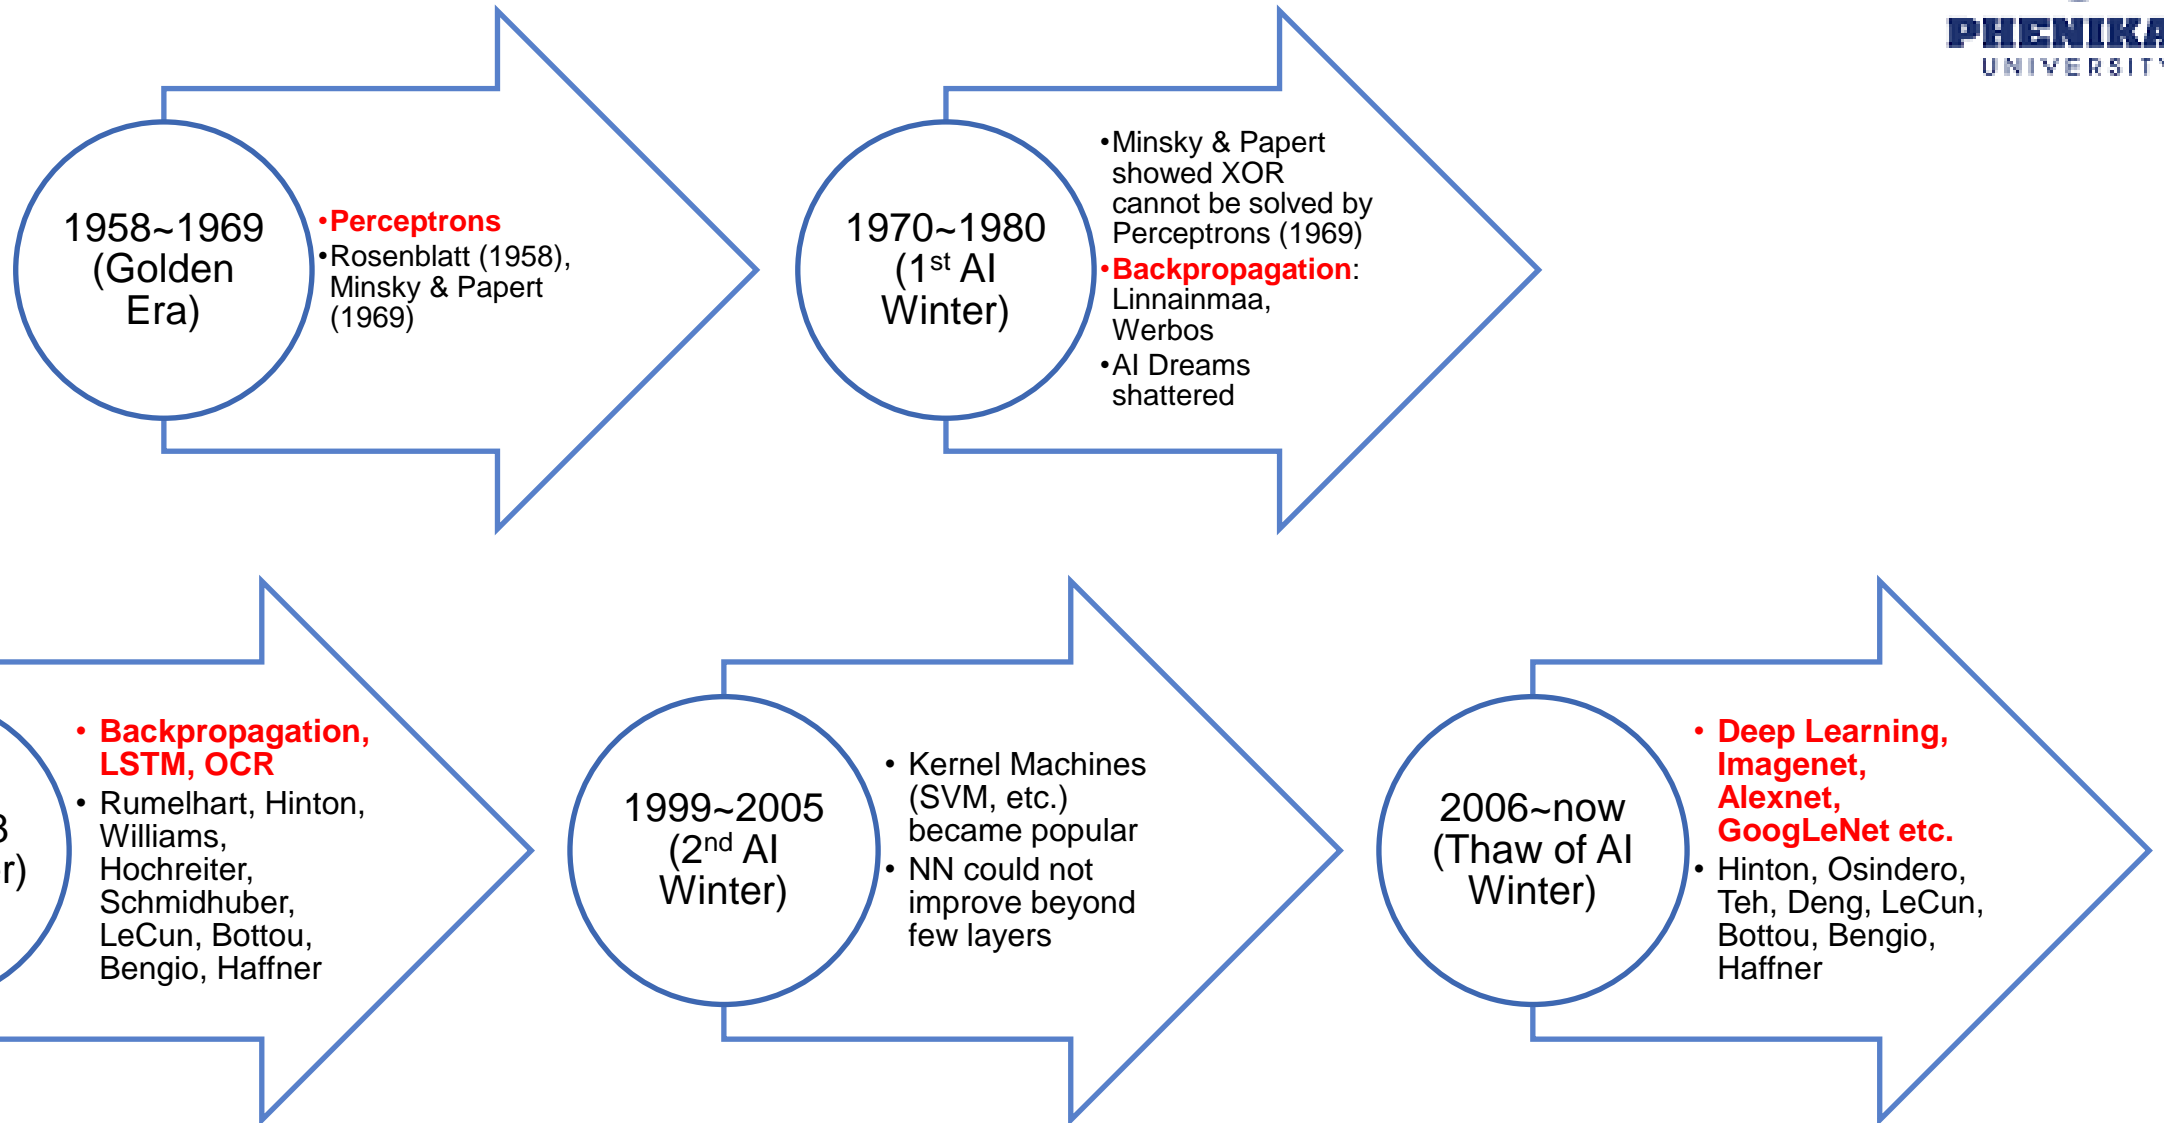 PHENIKA
UNIVERSITY
1958~1969
(Golden
Era)
•Perceptrons
•Rosenblatt (1958),
Minsky & Papert
(1969)
1970~1980
(1st AI
Winter)
•Minsky & Papert
showed XOR
cannot be solved by
Perceptrons (1969)
•Backpropagation:
Linnainmaa,
Werbos
•AI Dreams
shattered
r)
• Backpropagation,
LSTM, OCR
• Rumelhart, Hinton,
Williams,
Hochreiter,
Schmidhuber,
LeCun, Bottou,
Bengio, Haffner
1999~2005
(2nd AI
Winter)
• Kernel Machines
(SVM, etc.)
became popular
• NN could not
improve beyond
few layers
2006~now
(Thaw of AI
Winter)
• Deep Learning,
Imagenet,
Alexnet,
GoogLeNet etc.
• Hinton, Osindero,
Teh, Deng, LeCun,
Bottou, Bengio,
Haffner